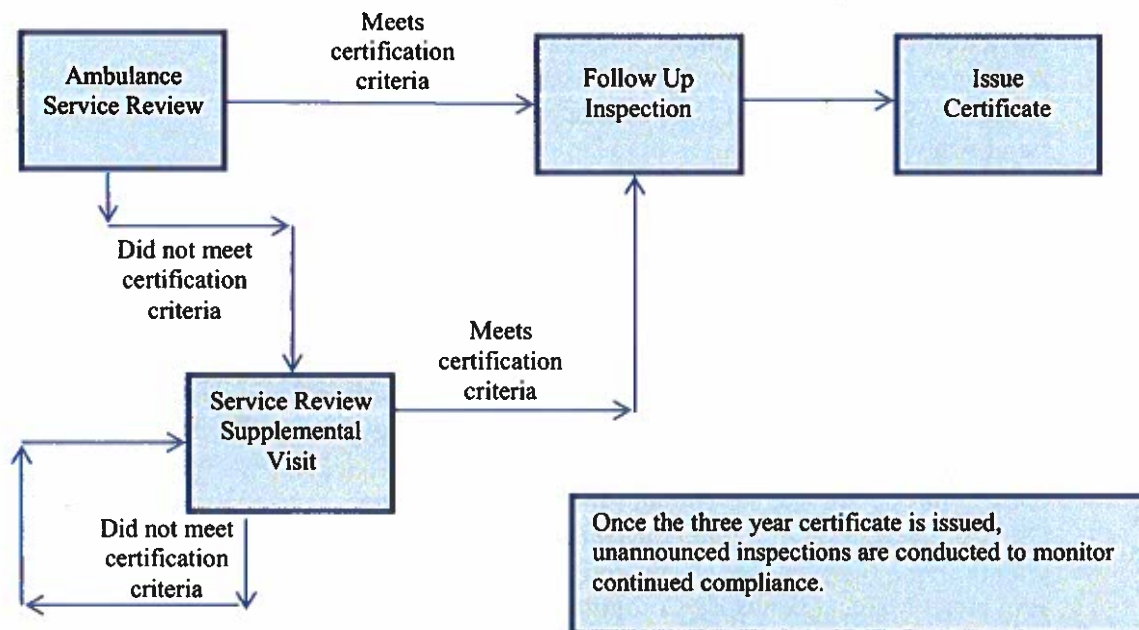 Ambulance
Service Review
Meets
certification
criteria
Follow Up
Inspection
Issue
Certificate
Did not meet
certification
criteria
Meets
certification
criteria
Service Review
Supplemental
Visit
Did not meet
certification
criteria
Once the three year certificate is issued,
unannounced inspections are conducted to monitor
continued compliance.